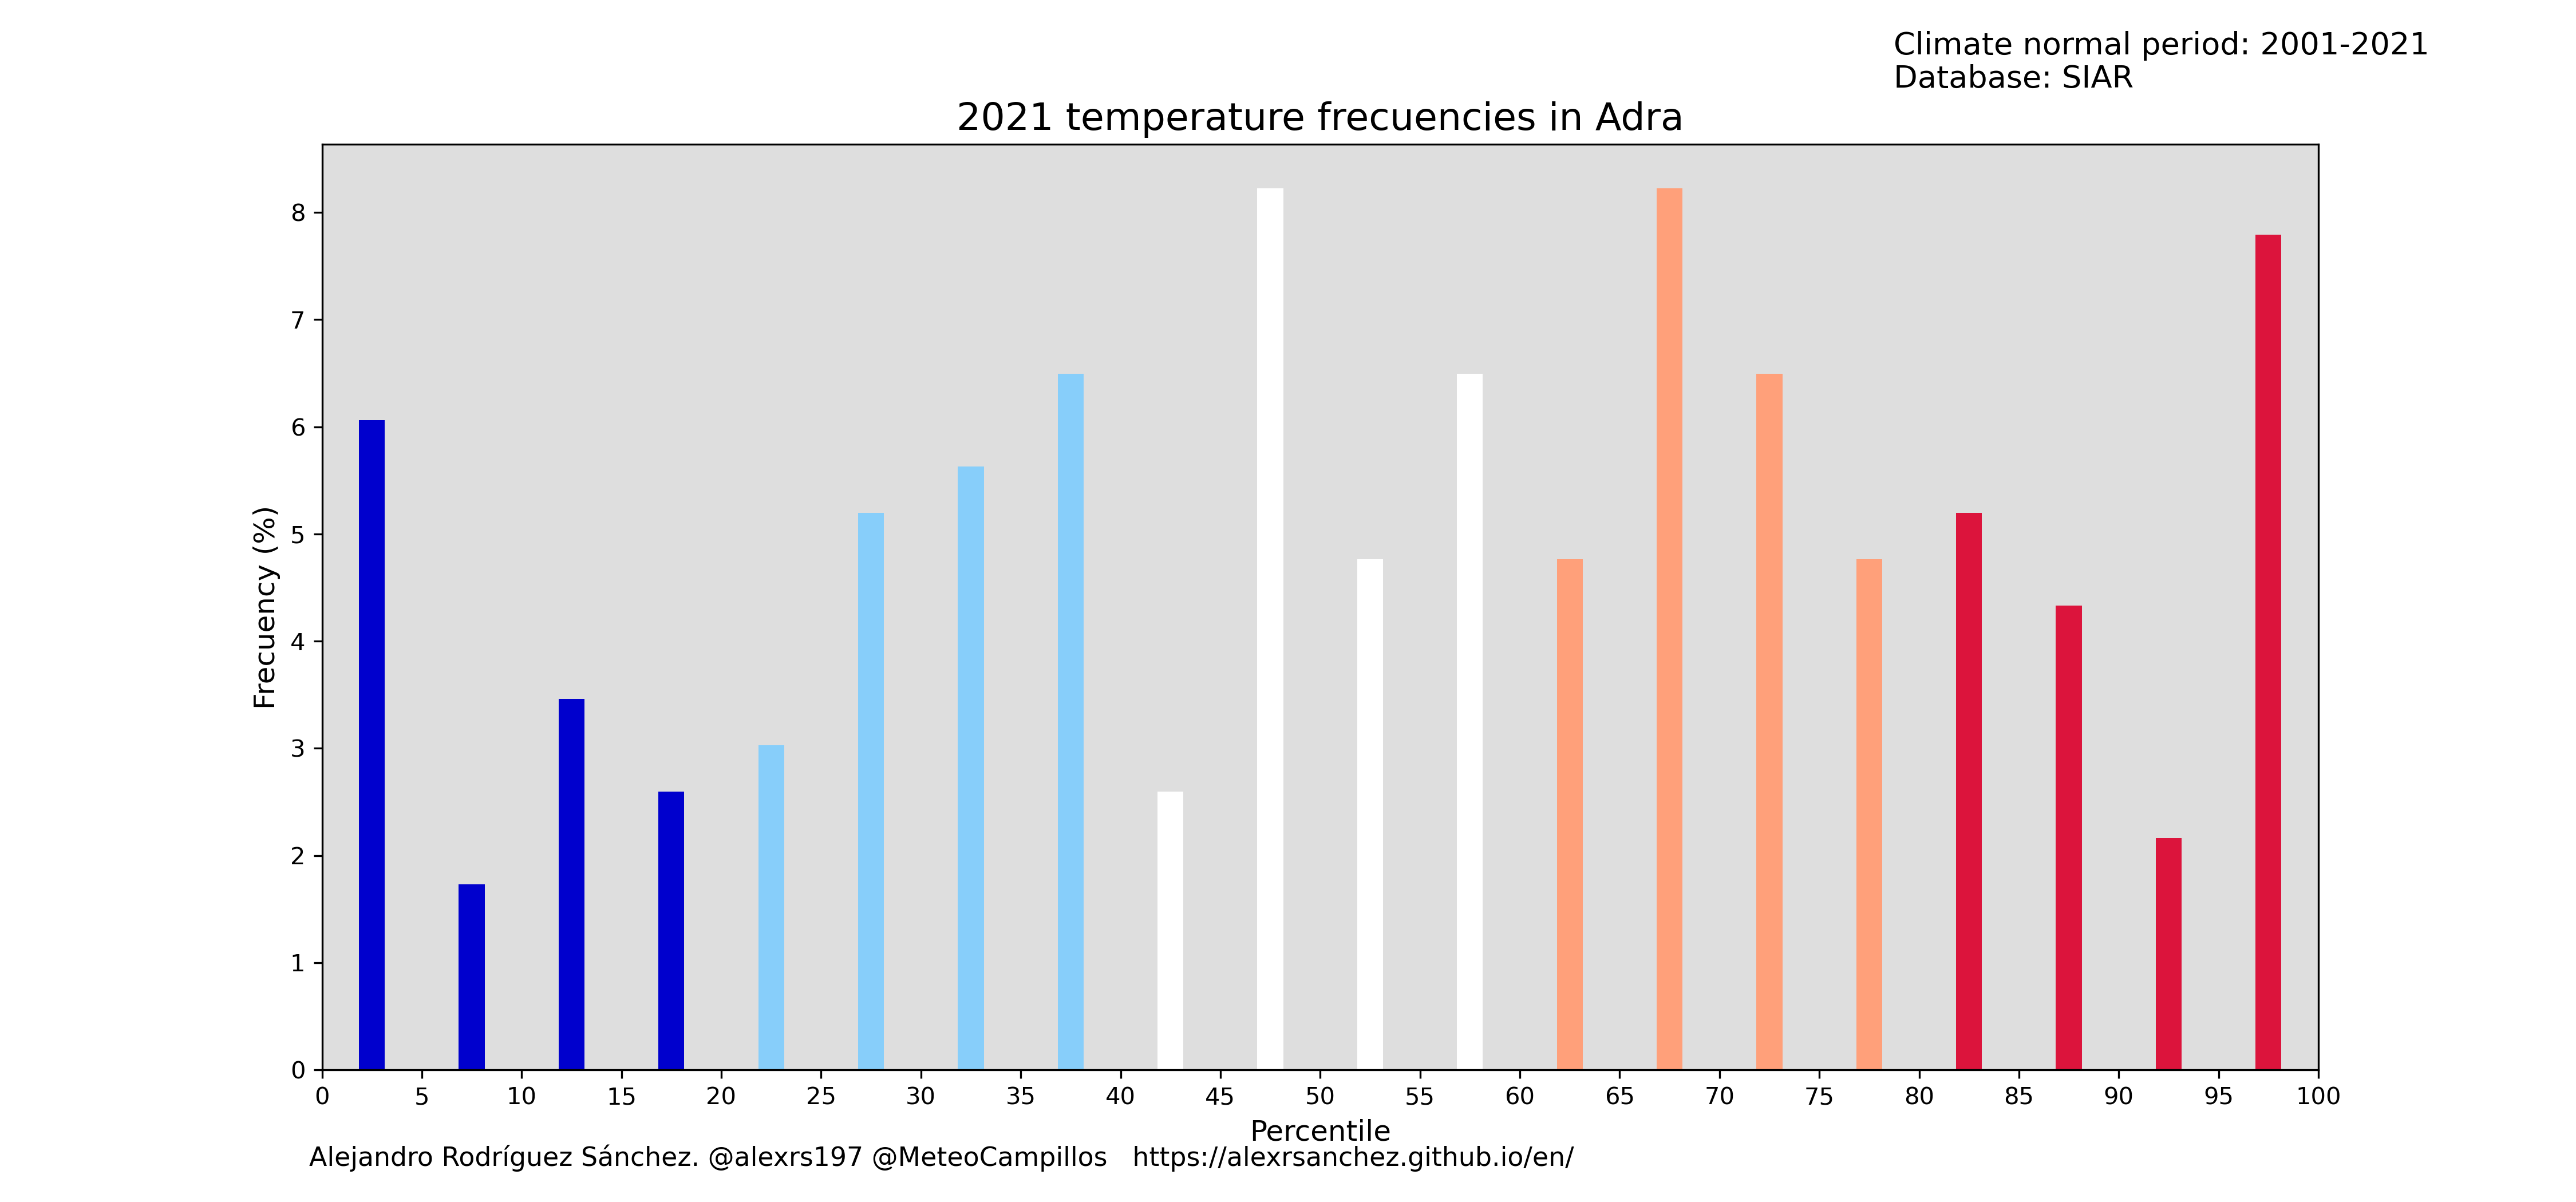 Climate normal period: 2001-2021
Database: SIAR
2021 temperature frecuencies in Adra
8
7
6
5
4
3
2
1
0
Frecuency (%)
0 5 10 15 20 25 30 35 40 45 50 55 60 65 70 75 80 85 90 95 100
Percentile
Alejandro Rodríguez Sánchez. @alexrs197 @MeteoCampillos https://alexrsanchez.github.io/en/